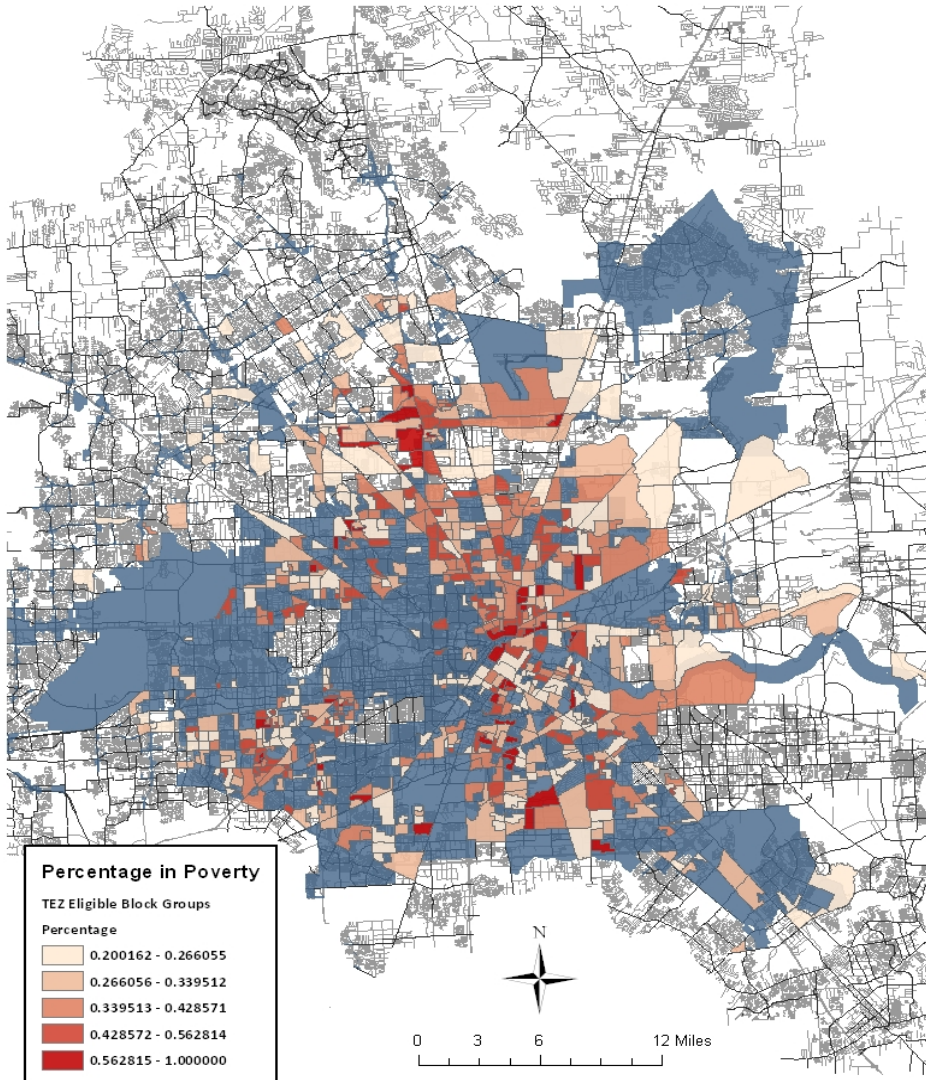 Percentage in Poverty
TEZ Eligible Block Groups
Percentage
0.200162 - 0.266055
0.266056 - 0.339512
0.339513 - 0.428571
0.428572 - 0.562814
0.562815 - 1.000000
N
0 3 6 12 Miles